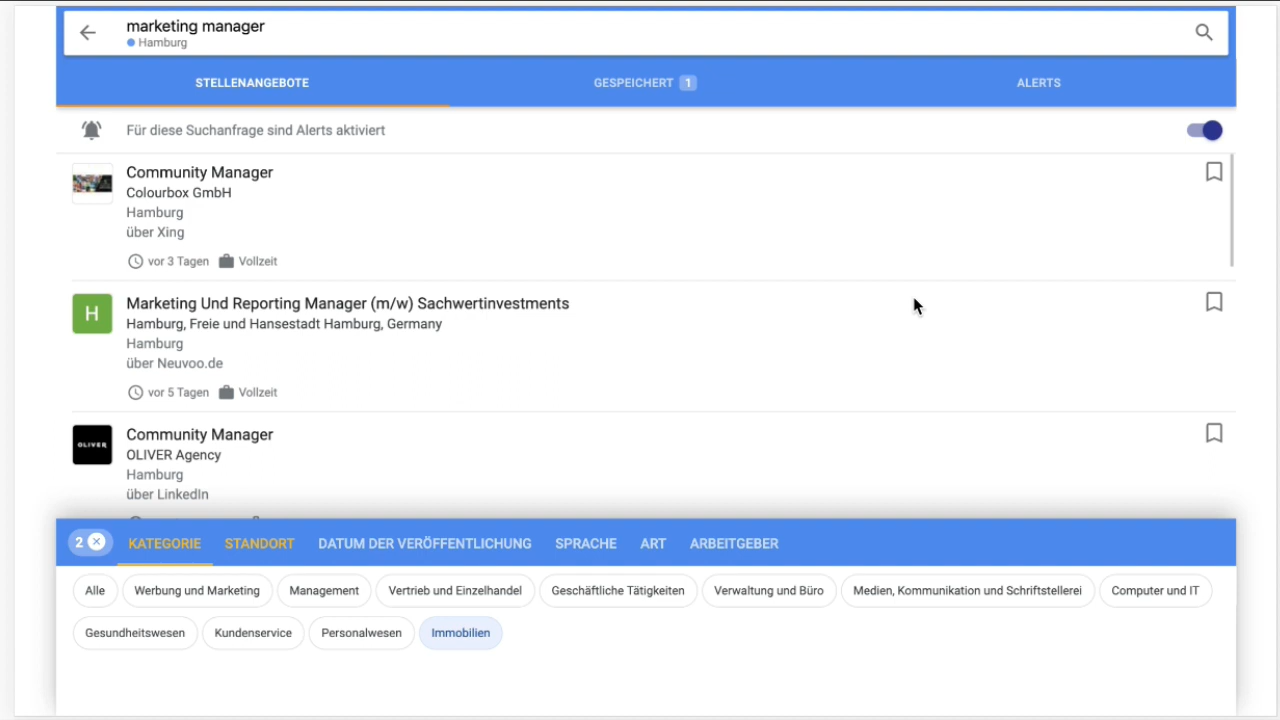 marketing manager
Hamburg
STELLENANGEBOTE GESPEICHERT 1 ALERTS
Für diese Suchanfrage sind Alerts aktiviert
Community Manager
Colourbox GmbH
Hamburg
über Xing
vor 3 Tagen Vollzeit
H
Marketing Und Reporting Manager (m/w) Sachwertinvestments
Hamburg, Freie und Hansestadt Hamburg, Germany
Hamburg
über Neuvoo.de
vor 5 Tagen Vollzeit
Community Manager
OLIVER
OLIVER Agency
Hamburg
über LinkedIn
2 KATEGORIE STANDORT DATUM DER VERÖFFENTLICHUNG SPRACHE ART ARBEITGEBER
Alle Werbung und Marketing Management Vertrieb und Einzelhandel Geschäftliche Tätigkeiten Verwaltung und Büro Medien, Kommunikation und Schriftstellerei Computer und IT
Gesundheitswesen Kundenservice Personalwesen Immobilien